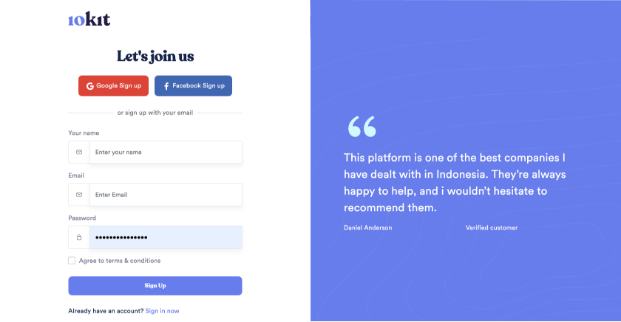 10k1t
Let's join us
Google Sign up
Facebook Sign up
or sign up with your email
Your name
Enter your name
Email
Enter Email
Password
Agree to terms & conditions
Sign Up
Already have an account? Sign in now
“
This platform is one of the best companies I
have dealt with in Indonesia. They're always
happy to help, and i wouldn't hesitate to
recommend them.
Daniel Anderson
Verified customer